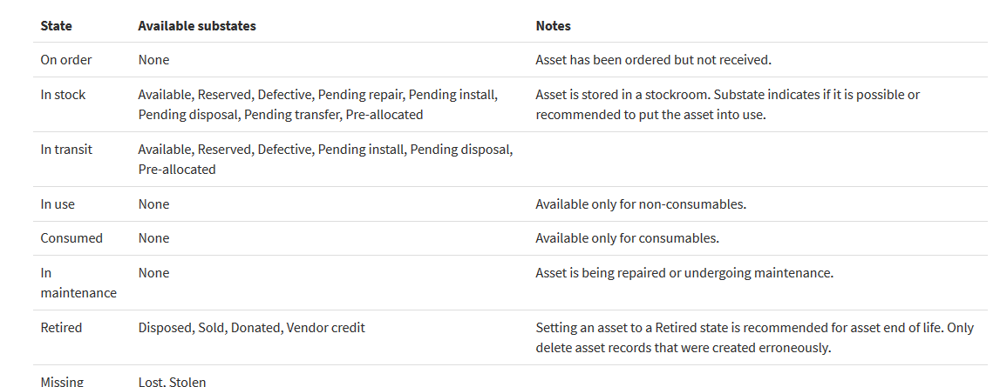 State Available substates Notes
On order None Asset has been ordered but not received.
In stock Available, Reserved, Defective, Pending repair, Pending install, Asset is stored in a stockroom. Substate indicates if it is possible or
Pending disposal, Pending transfer, Pre-allocated recommended to put the asset into use.
In transit Available, Reserved, Defective, Pending install, Pending disposal,
Pre-allocated
In use None Available only for non-consumables.
Consumed None Available only for consumables.
In None Asset is being repaired or undergoing maintenance.
maintenance
Retired Disposed, Sold, Donated, Vendor credit Setting an asset to a Retired state is recommended for asset end of life. Only
delete asset records that were created erroneously.
Missing Lost, Stolen